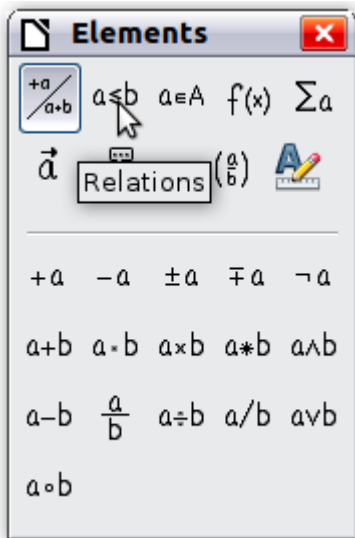 Elements
+a/a+b a≤b a∈A f(x) Σa
a⃗ Relations (a b)
+a −a ±a ∓a ¬a
a+b a·b a×b a∗b a∧b
a−b a/b a÷b a/b a∨b
a∘b